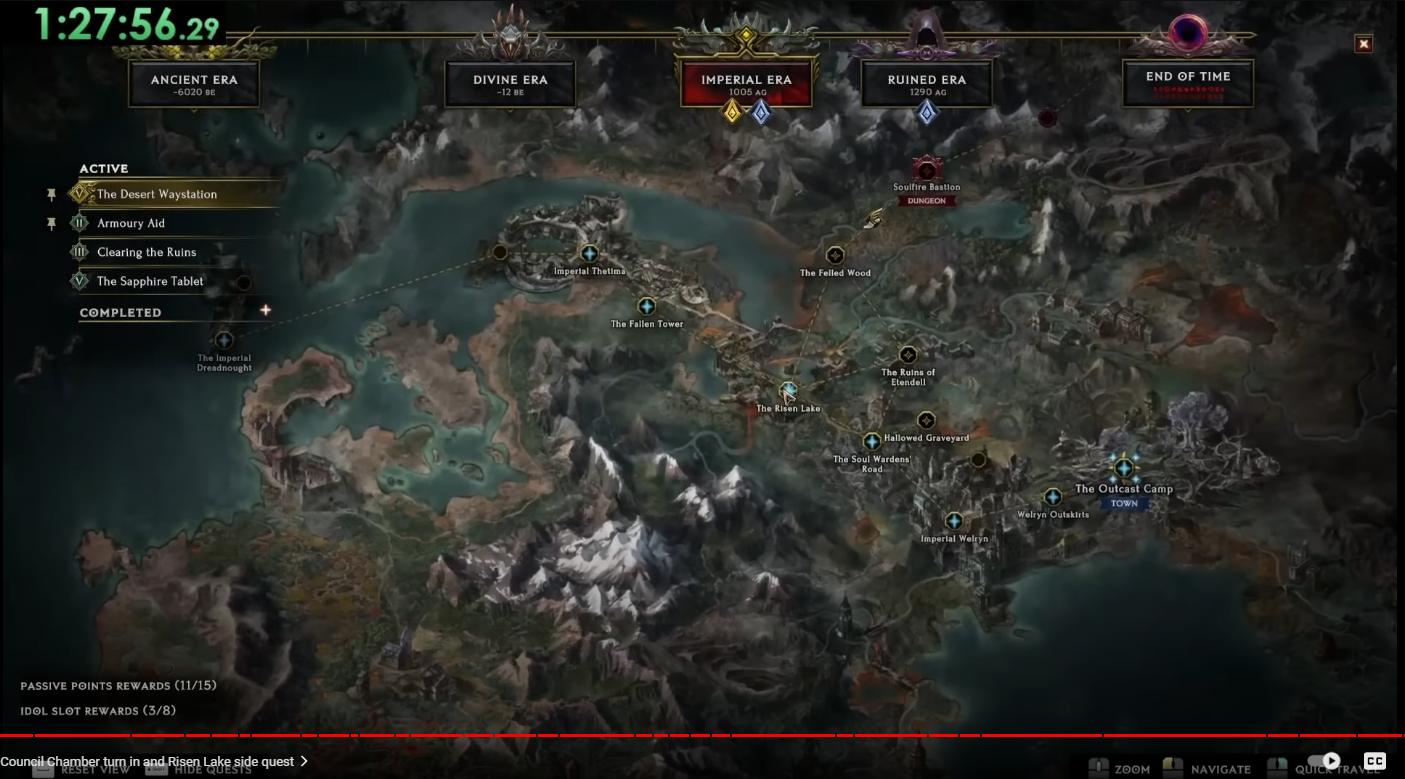 1:27:56.29
ANCIENT ERA
~6020 BE
DIVINE ERA
~12 BE
IMPERIAL ERA
1005 AG
RUINED ERA
1290 AG
END OF TIME
ACTIVE
V The Desert Waystation
II Armoury Aid
III Clearing the Ruins
V The Sapphire Tablet
COMPLETED
The Imperial
Dreadnought
Imperial Thetima
The Fallen Tower
Soulfire Bastion
DUNGEON
The Felled Wood
The Ruins of
Etendell
The Risen Lake
Hallowed Graveyard
The Soul Wardens'
Road
The Outcast Camp
TOWN
Welryn Outskirts
Imperial Welryn
PASSIVE POINTS REWARDS (11/15)
IDOL SLOT REWARDS (3/8)
Council Chamber turn in and Risen Lake side quest
RESET VIEW
HIDE QUESTS
ZOOM
NAVIGATE
QUICK TRAVEL
CC